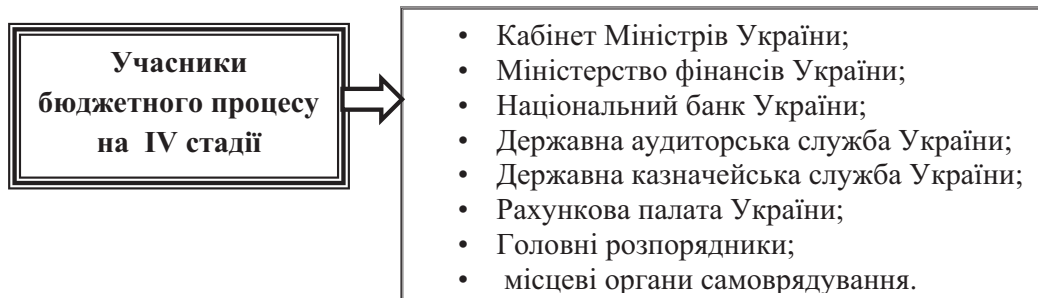 Учасники
бюджетного процесу
на IV стадії
• Кабінет Міністрів України;
• Міністерство фінансів України;
• Національний банк України;
• Державна аудиторська служба України;
• Державна казначейська служба України;
• Рахункова палата України;
• Головні розпорядники;
• місцеві органи самоврядування.